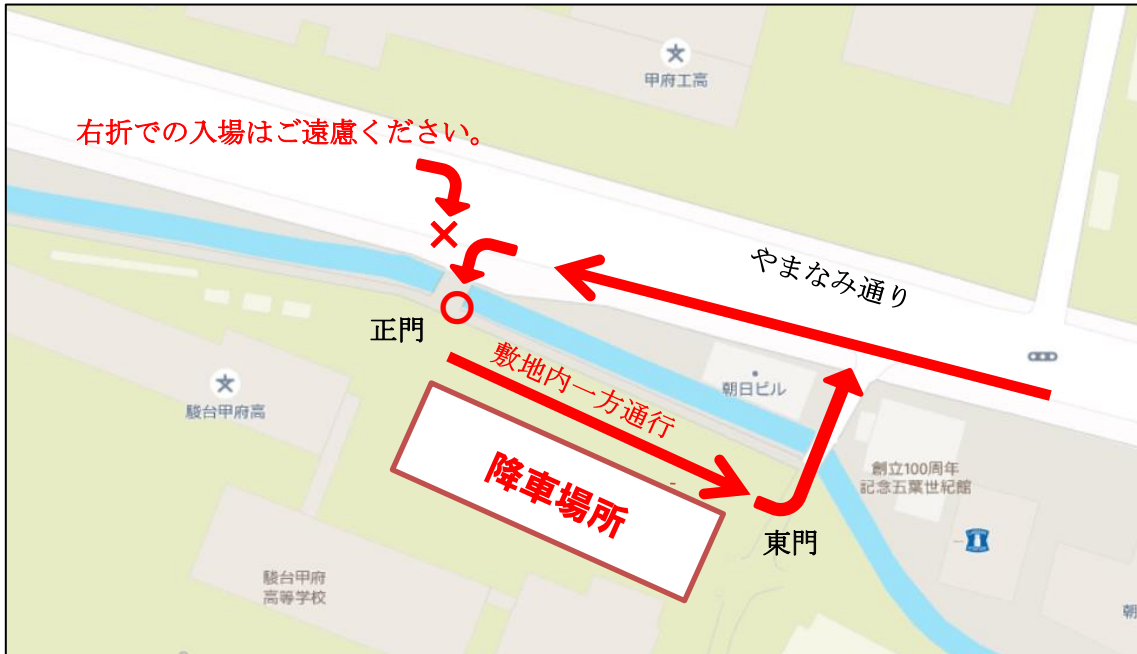 甲府工高
右折での入場はご遠慮ください。
やまなみ通り
正門
敷地内一方通行
朝日ビル
駿台甲府高
降車場所
創立100周年
記念五葉世紀館
東門
駿台甲府
高等学校
朝